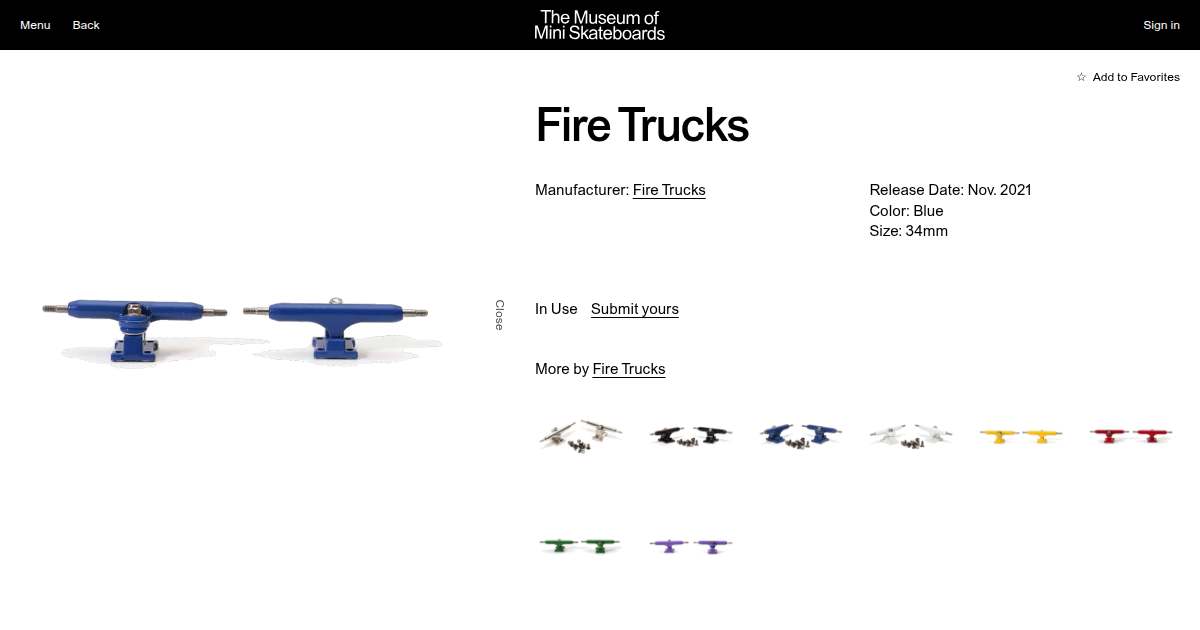 Menu Back
The Museum of
Mini Skateboards
Sign in
☆ Add to Favorites
Fire Trucks
Manufacturer: Fire Trucks
Release Date: Nov. 2021
Color: Blue
Size: 34mm
Close
In Use Submit yours
More by Fire Trucks